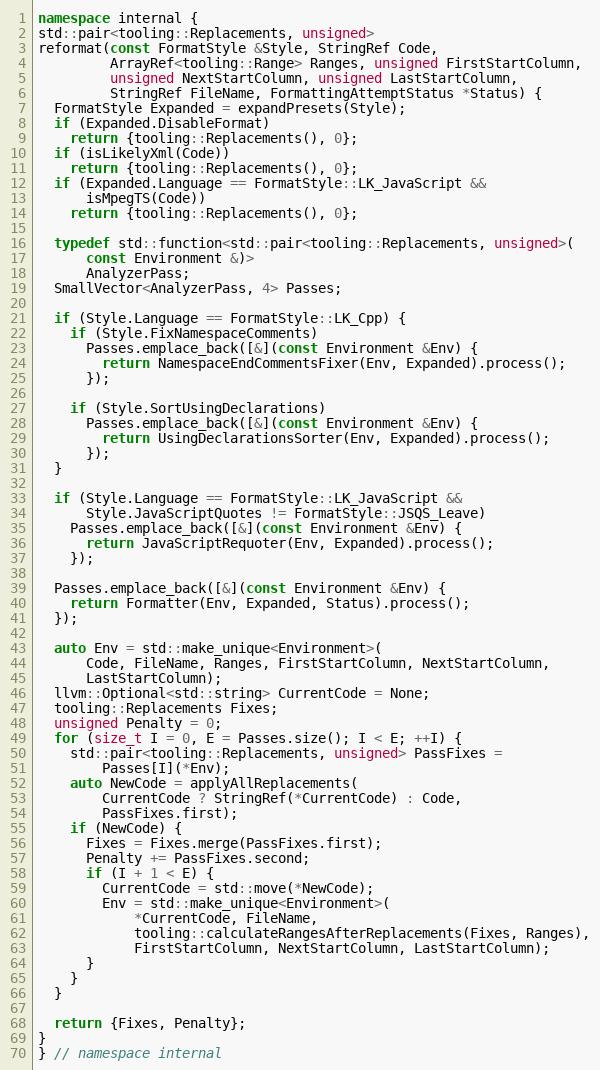 1 namespace internal {
2 std::pair<tooling::Replacements, unsigned>
3 reformat(const FormatStyle &Style, StringRef Code,
4          ArrayRef<tooling::Range> Ranges, unsigned FirstStartColumn,
5          unsigned NextStartColumn, unsigned LastStartColumn,
6          StringRef FileName, FormattingAttemptStatus *Status) {
7   FormatStyle Expanded = expandPresets(Style);
8   if (Expanded.DisableFormat)
9     return {tooling::Replacements(), 0};
10   if (isLikelyXml(Code))
11     return {tooling::Replacements(), 0};
12   if (Expanded.Language == FormatStyle::LK_JavaScript &&
13       isMpegTS(Code))
14     return {tooling::Replacements(), 0};
15
16   typedef std::function<std::pair<tooling::Replacements, unsigned>(
17       const Environment &)>
18       AnalyzerPass;
19   SmallVector<AnalyzerPass, 4> Passes;
20
21   if (Style.Language == FormatStyle::LK_Cpp) {
22     if (Style.FixNamespaceComments)
23       Passes.emplace_back([&](const Environment &Env) {
24         return NamespaceEndCommentsFixer(Env, Expanded).process();
25       });
26
27     if (Style.SortUsingDeclarations)
28       Passes.emplace_back([&](const Environment &Env) {
29         return UsingDeclarationsSorter(Env, Expanded).process();
30       });
31   }
32
33   if (Style.Language == FormatStyle::LK_JavaScript &&
34       Style.JavaScriptQuotes != FormatStyle::JSQS_Leave)
35     Passes.emplace_back([&](const Environment &Env) {
36       return JavaScriptRequoter(Env, Expanded).process();
37     });
38
39   Passes.emplace_back([&](const Environment &Env) {
40     return Formatter(Env, Expanded, Status).process();
41   });
42
43   auto Env = std::make_unique<Environment>(
44       Code, FileName, Ranges, FirstStartColumn, NextStartColumn,
45       LastStartColumn);
46   llvm::Optional<std::string> CurrentCode = None;
47   tooling::Replacements Fixes;
48   unsigned Penalty = 0;
49   for (size_t I = 0, E = Passes.size(); I < E; ++I) {
50     std::pair<tooling::Replacements, unsigned> PassFixes =
51         Passes[I](*Env);
52     auto NewCode = applyAllReplacements(
53         CurrentCode ? StringRef(*CurrentCode) : Code,
54         PassFixes.first);
55     if (NewCode) {
56       Fixes = Fixes.merge(PassFixes.first);
57       Penalty += PassFixes.second;
58       if (I + 1 < E) {
59         CurrentCode = std::move(*NewCode);
60         Env = std::make_unique<Environment>(
61             *CurrentCode, FileName,
62             tooling::calculateRangesAfterReplacements(Fixes, Ranges),
63             FirstStartColumn, NextStartColumn, LastStartColumn);
64       }
65     }
66   }
67
68   return {Fixes, Penalty};
69 }
70 } // namespace internal